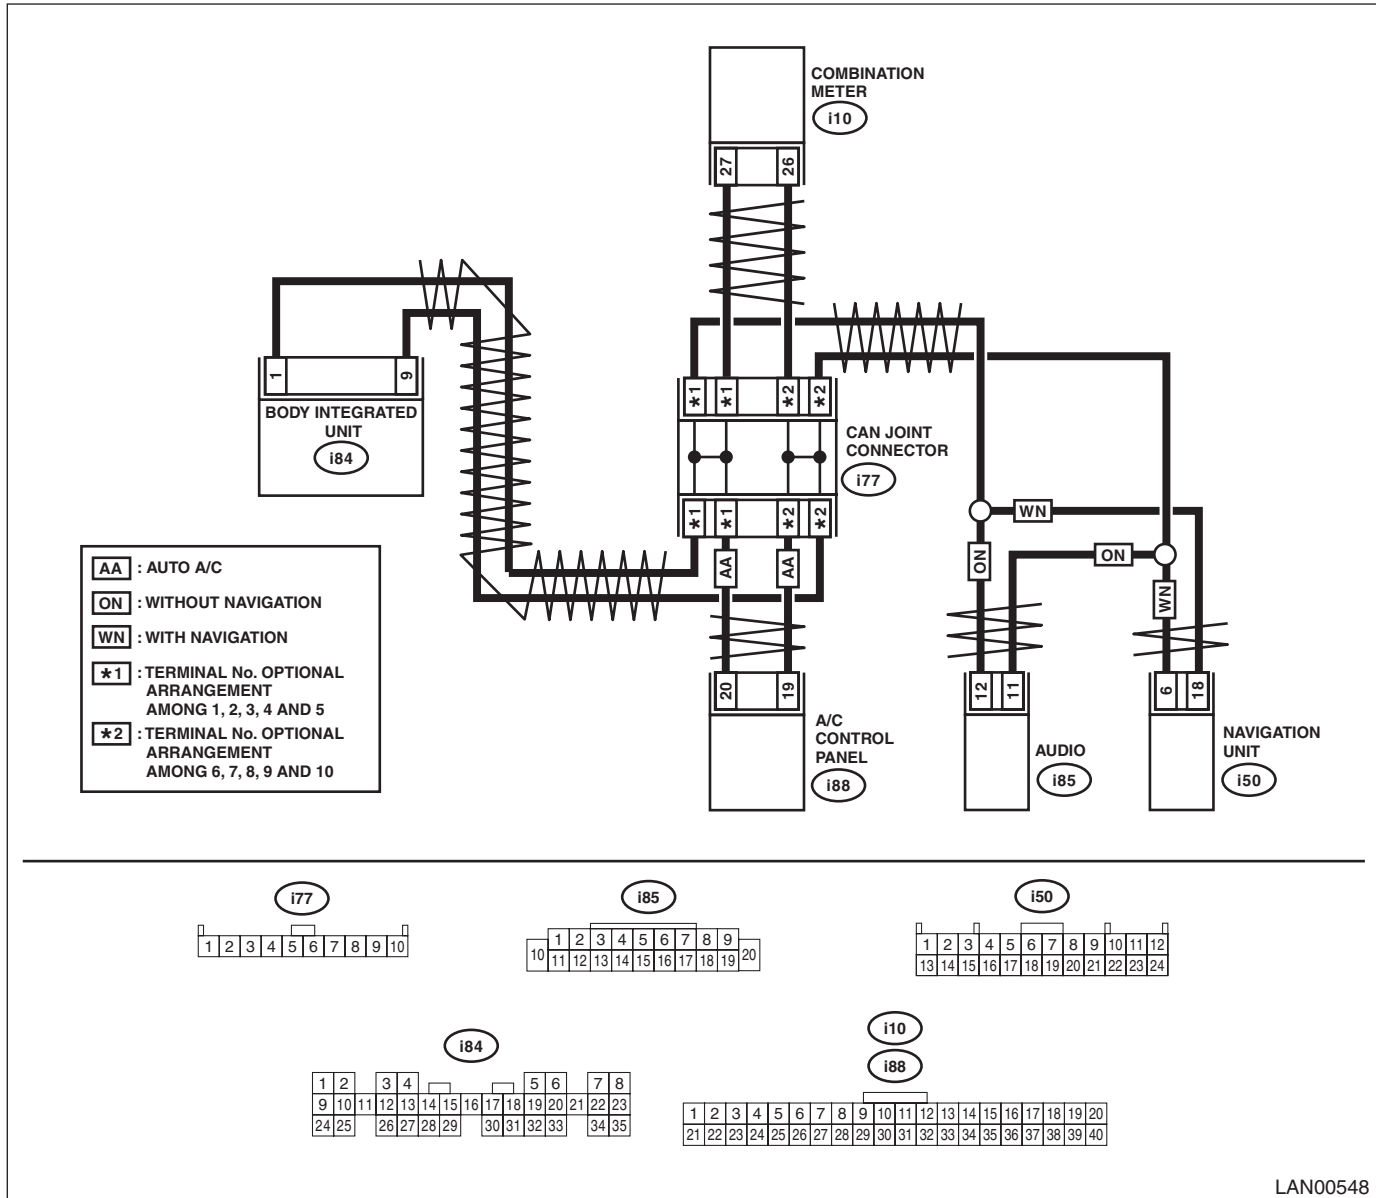 COMBINATION
METER
i10
27
26
1
9
BODY INTEGRATED
UNIT
i84
*1
*1
*2
*2
CAN JOINT
CONNECTOR
i77
*1
*1
*2
*2
AA
AA
WN
ON
ON
WN
20
19
A/C
CONTROL
PANEL
i88
12
11
AUDIO
i85
6
18
NAVIGATION
UNIT
i50
AA : AUTO A/C
ON : WITHOUT NAVIGATION
WN : WITH NAVIGATION
*1 : TERMINAL No. OPTIONAL
ARRANGEMENT
AMONG 1, 2, 3, 4 AND 5
*2 : TERMINAL No. OPTIONAL
ARRANGEMENT
AMONG 6, 7, 8, 9 AND 10
i77
1 2 3 4 5 6 7 8 9 10
i85
1 2 3 4 5 6 7 8 9
10 11 12 13 14 15 16 17 18 19 20
i50
1 2 3 4 5 6 7 8 9 10 11 12
13 14 15 16 17 18 19 20 21 22 23 24
i84
1 2 3 4 5 6 7 8
9 10 11 12 13 14 15 16 17 18 19 20 21 22 23
24 25 26 27 28 29 30 31 32 33 34 35
i10
i88
1 2 3 4 5 6 7 8 9 10 11 12 13 14 15 16 17 18 19 20
21 22 23 24 25 26 27 28 29 30 31 32 33 34 35 36 37 38 39 40
LAN00548